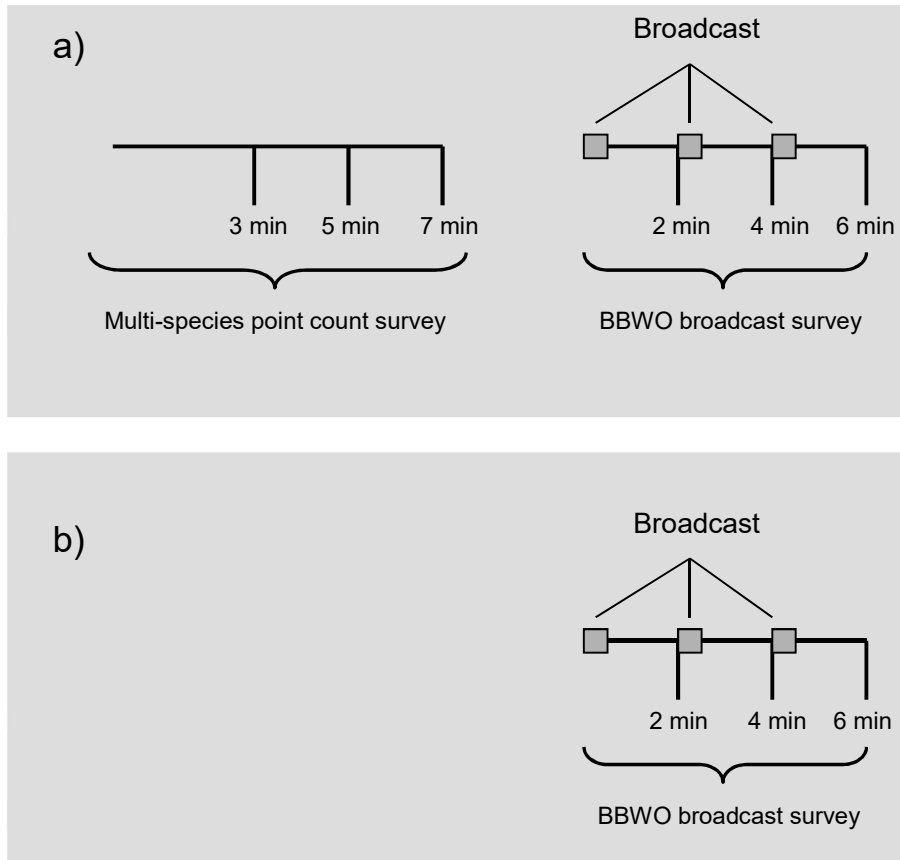 a)
Broadcast
3 min 5 min 7 min
2 min 4 min 6 min
Multi-species point count survey
BBWO broadcast survey
b)
Broadcast
2 min 4 min 6 min
BBWO broadcast survey